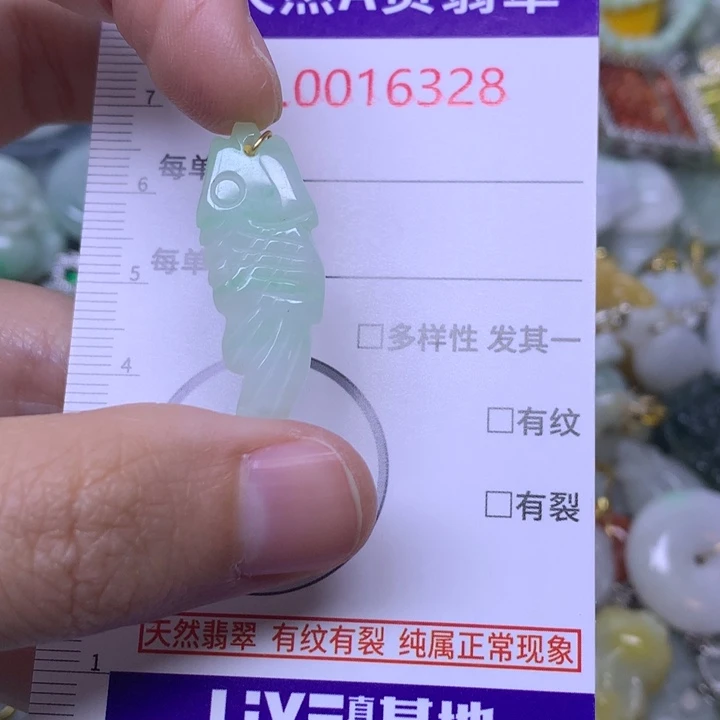 天然A货翡翠
.0016328
7
每单
6
每单
5
□多样性 发其一
4
□有纹
□有裂
天然翡翠 有纹有裂 纯属正常现象
1
基地